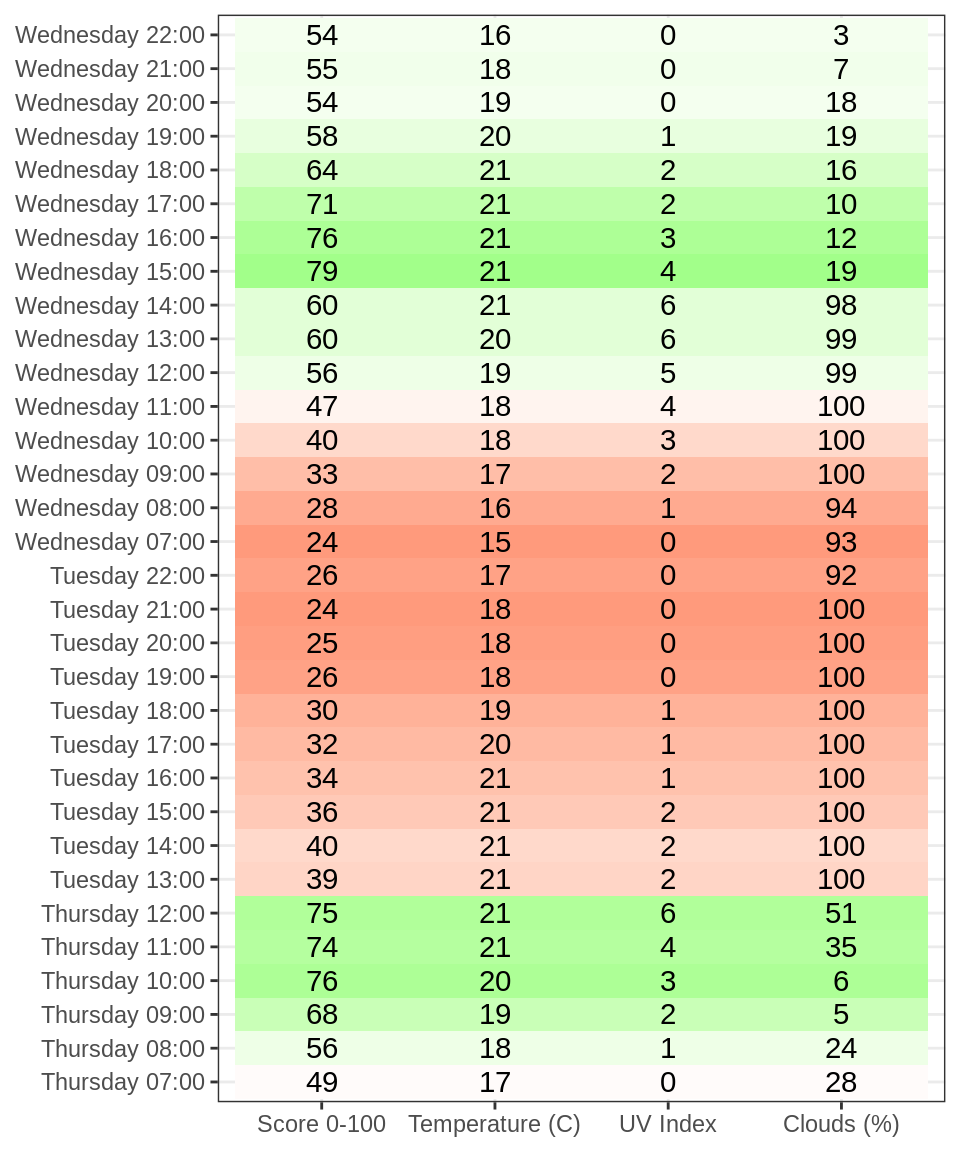 Wednesday 22:00 54 16 0 3
Wednesday 21:00 55 18 0 7
Wednesday 20:00 54 19 0 18
Wednesday 19:00 58 20 1 19
Wednesday 18:00 64 21 2 16
Wednesday 17:00 71 21 2 10
Wednesday 16:00 76 21 3 12
Wednesday 15:00 79 21 4 19
Wednesday 14:00 60 21 6 98
Wednesday 13:00 60 20 6 99
Wednesday 12:00 56 19 5 99
Wednesday 11:00 47 18 4 100
Wednesday 10:00 40 18 3 100
Wednesday 09:00 33 17 2 100
Wednesday 08:00 28 16 1 94
Wednesday 07:00 24 15 0 93
Tuesday 22:00 26 17 0 92
Tuesday 21:00 24 18 0 100
Tuesday 20:00 25 18 0 100
Tuesday 19:00 26 18 0 100
Tuesday 18:00 30 19 1 100
Tuesday 17:00 32 20 1 100
Tuesday 16:00 34 21 1 100
Tuesday 15:00 36 21 2 100
Tuesday 14:00 40 21 2 100
Tuesday 13:00 39 21 2 100
Thursday 12:00 75 21 6 51
Thursday 11:00 74 21 4 35
Thursday 10:00 76 20 3 6
Thursday 09:00 68 19 2 5
Thursday 08:00 56 18 1 24
Thursday 07:00 49 17 0 28
Score 0-100 Temperature (C) UV Index Clouds (%)